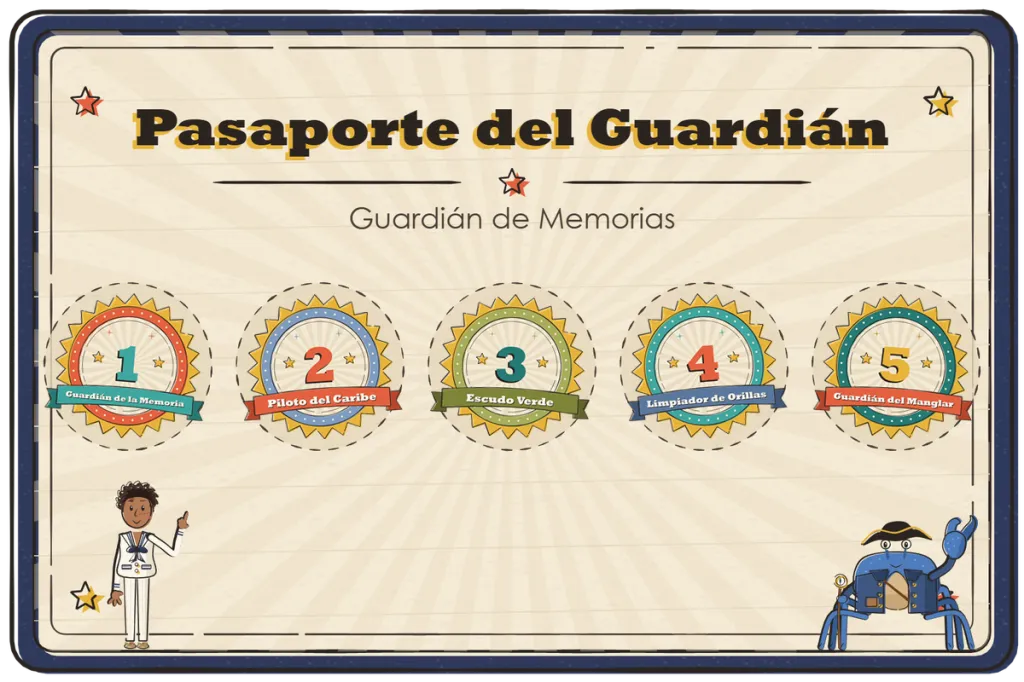 Pasaporte del Guardián
Guardián de Memorias
1
Guardián de la Memoria
2
Piloto del Caribe
3
Escudo Verde
4
Limpiador de Orillas
5
Guardián del Manglar